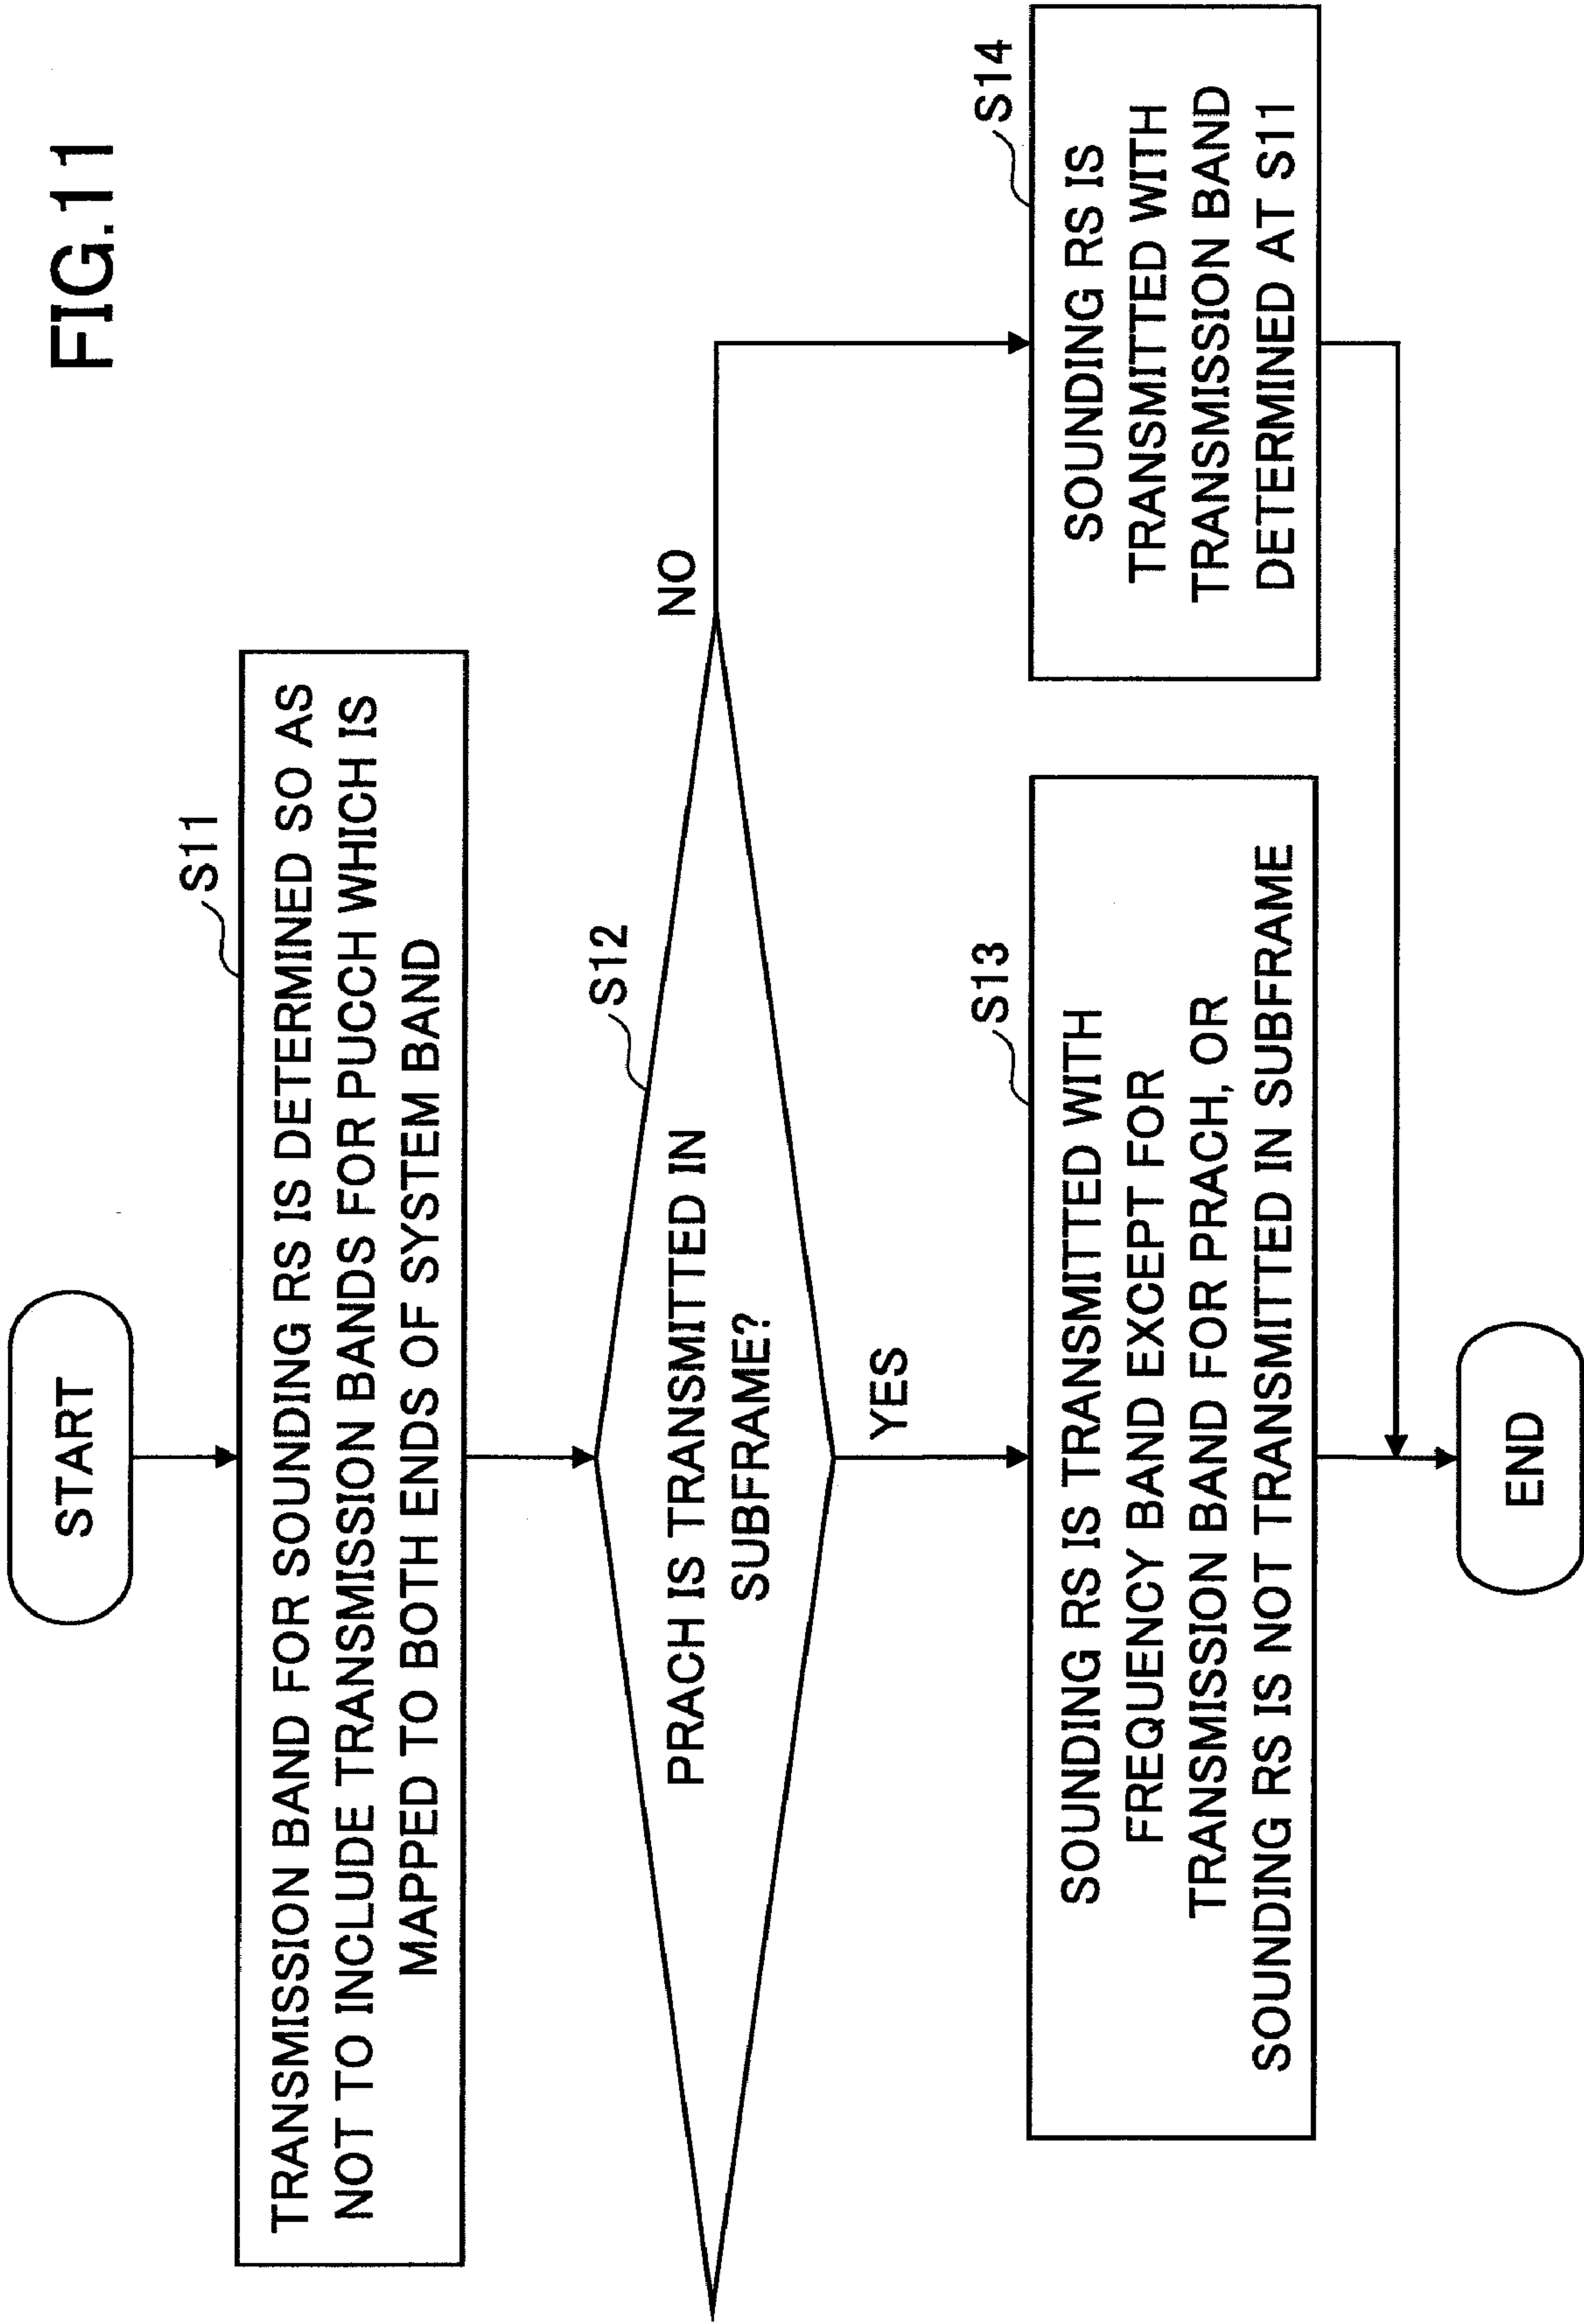 FIG.11
START
S11
TRANSMISSION BAND FOR SOUNDING RS IS DETERMINED SO AS
NOT TO INCLUDE TRANSMISSION BANDS FOR PUCCH WHICH IS
MAPPED TO BOTH ENDS OF SYSTEM BAND
S12
PRACH IS TRANSMITTED IN
SUBFRAME?
NO
YES
S13
SOUNDING RS IS TRANSMITTED WITH
FREQUENCY BAND EXCEPT FOR
TRANSMISSION BAND FOR PRACH, OR
SOUNDING RS IS NOT TRANSMITTED IN SUBFRAME
S14
SOUNDING RS IS
TRANSMITTED WITH
TRANSMISSION BAND
DETERMINED AT S11
END